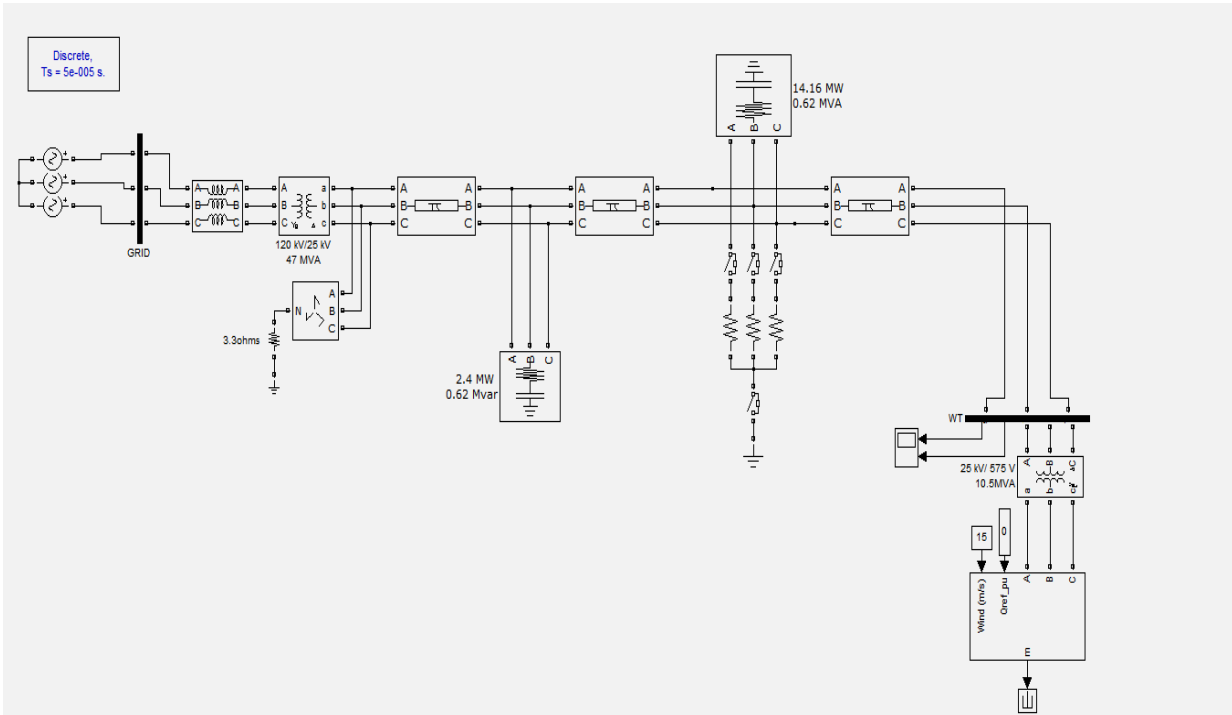 Discrete,
Ts = 5e-005 s.
14.16 MW
0.62 MVA
A B C
GRID
A A
B B
C C
A a
B b
C c
Yg Δ
120 kV/25 kV
47 MVA
A A
B B
C C
A A
B B
C C
A A
B B
C C
N A
B
C
3.3ohms
A B C
2.4 MW
0.62 Mvar
WT
25 kV/ 575 V
10.5MVA
A B C
a b c
15
0
Wind (m/s)
Qref_pu
A B C
m